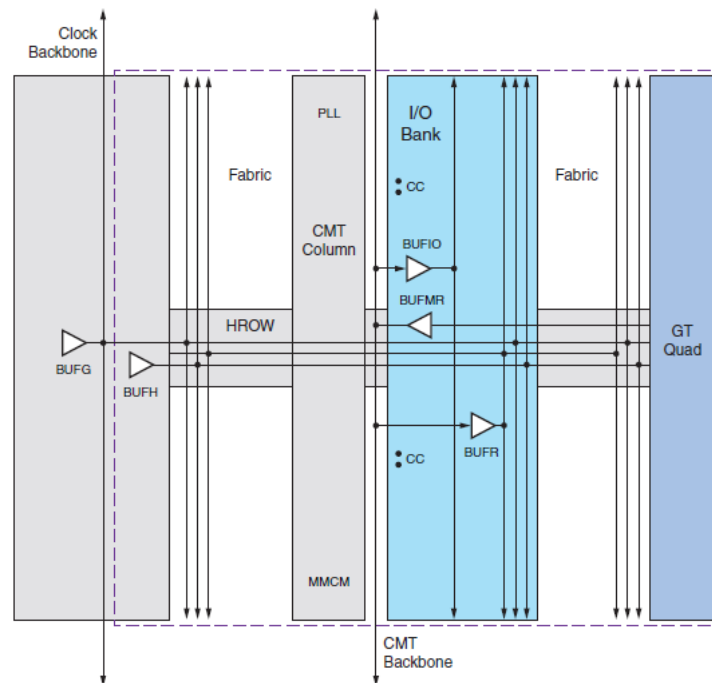 Clock
Backbone
PLL
I/O
Bank
Fabric
CC
Fabric
CMT
Column
BUFIO
BUFMR
HROW
GT
Quad
BUFG
BUFH
BUFR
CC
MMCM
CMT
Backbone